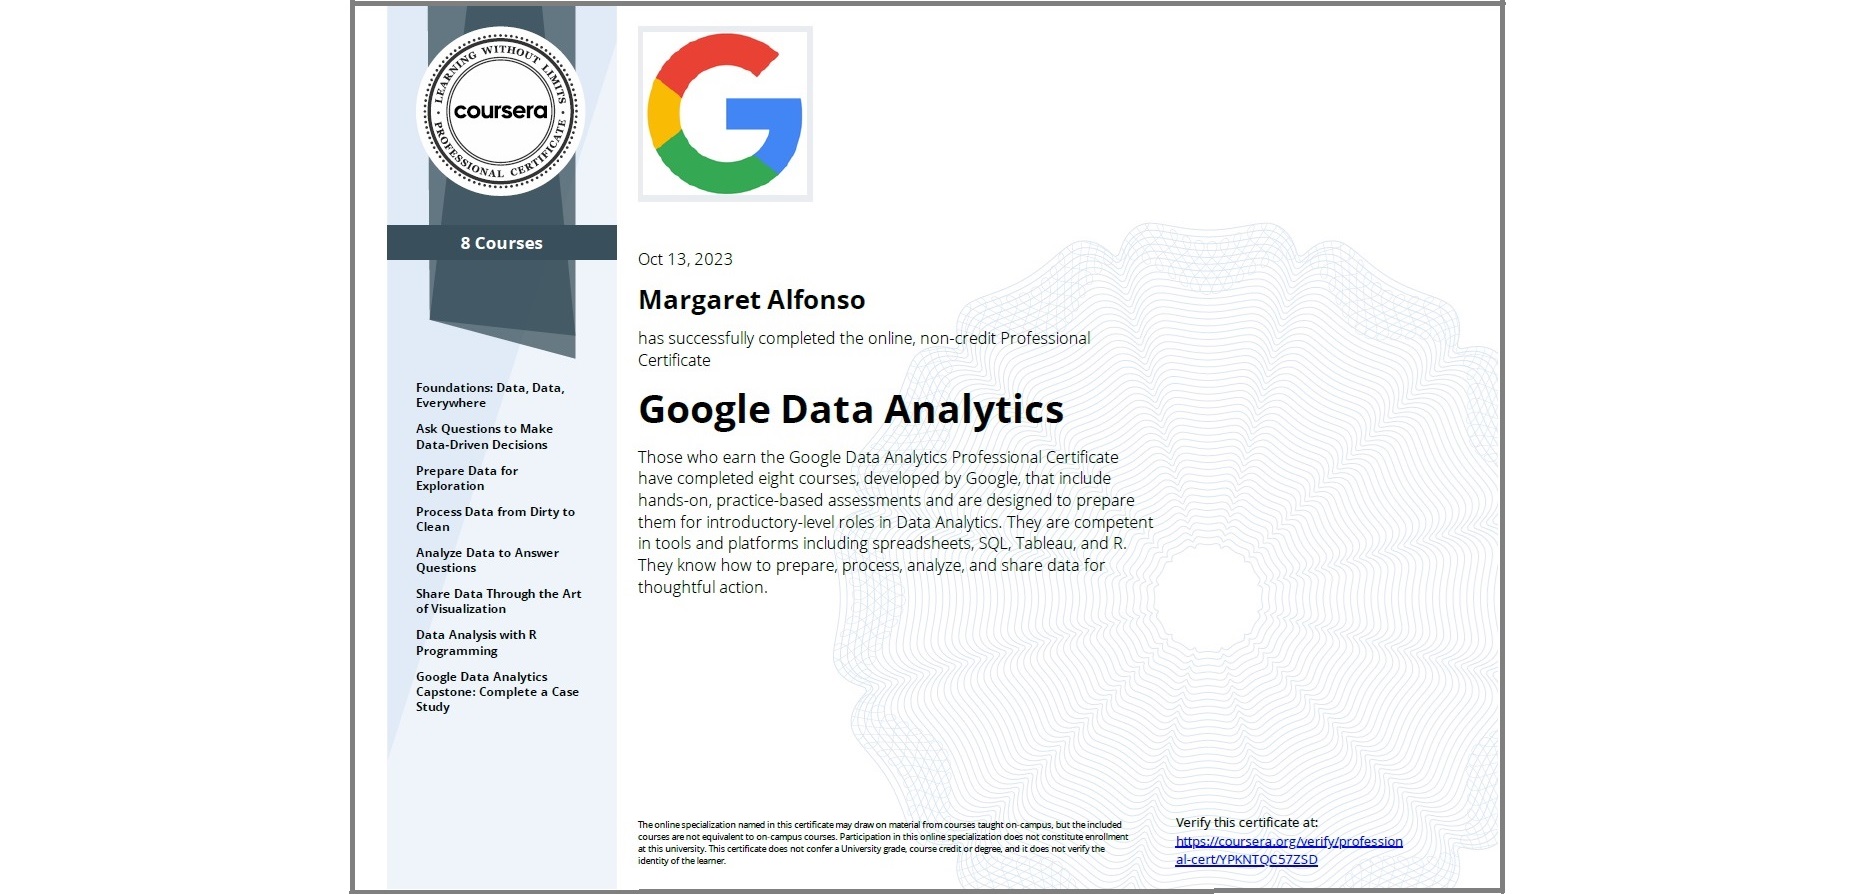 LEARNING WITHOUT LIMITS
coursera
PROFESSIONAL CERTIFICATE
8 Courses
Foundations: Data, Data,
Everywhere
Ask Questions to Make
Data-Driven Decisions
Prepare Data for
Exploration
Process Data from Dirty to
Clean
Analyze Data to Answer
Questions
Share Data Through the Art
of Visualization
Data Analysis with R
Programming
Google Data Analytics
Capstone: Complete a Case
Study
G
Oct 13, 2023
Margaret Alfonso
has successfully completed the online, non-credit Professional
Certificate
Google Data Analytics
Those who earn the Google Data Analytics Professional Certificate
have completed eight courses, developed by Google, that include
hands-on, practice-based assessments and are designed to prepare
them for introductory-level roles in Data Analytics. They are competent
in tools and platforms including spreadsheets, SQL, Tableau, and R.
They know how to prepare, process, analyze, and share data for
thoughtful action.
The online specialization named in this certificate may draw on material from courses taught on-campus, but the included
courses are not equivalent to on-campus courses. Participation in this online specialization does not constitute enrollment
at this university. This certificate does not confer a University grade, course credit or degree, and it does not verify the
identity of the learner.
Verify this certificate at:
https://coursera.org/verify/profession
al-cert/YPKNTQC57ZSD